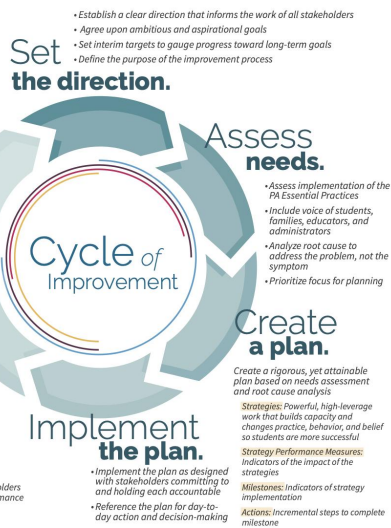 • Establish a clear direction that informs the work of all stakeholders
• Agree upon ambitious and aspirational goals
• Set interim targets to gauge progress toward long-term goals
• Define the purpose of the improvement process
Set
the direction.
Assess
needs.
• Assess implementation of the
PA Essential Practices
• Include voice of students,
families, educators, and
administrators
• Analyze root cause to
address the problem, not the
symptom
• Prioritize focus for planning
Cycle of
Improvement
Create
a plan.
Create a rigorous, yet attainable
plan based on needs assessment
and root cause analysis
Strategies: Powerful, high-leverage
work that builds capacity and
changes practice, behavior, and belief
so students are more successful
Strategy Performance Measures:
Indicators of the impact of the
strategies
Milestones: Indicators of strategy
implementation
Actions: Incremental steps to complete
milestone
Implement
the plan.
• Implement the plan as designed
with stakeholders committing to
and holding each accountable
• Reference the plan for day-to-
day action and decision-making